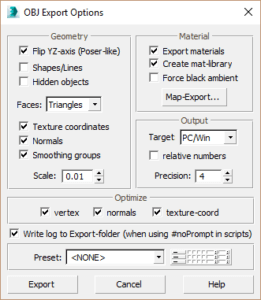 OBJ Export Options
Geometry
Flip YZ-axis (Poser-like)
Shapes/Lines
Hidden objects
Faces: Triangles
Texture coordinates
Normals
Smoothing groups
Scale: 0.01
Material
Export materials
Create mat-library
Force black ambient
Map-Export...
Output
Target PC/Win
relative numbers
Precision: 4
Optimize
vertex normals texture-coord
Write log to Export-folder (when using #noPrompt in scripts)
Preset: <NONE>
Export Cancel Help